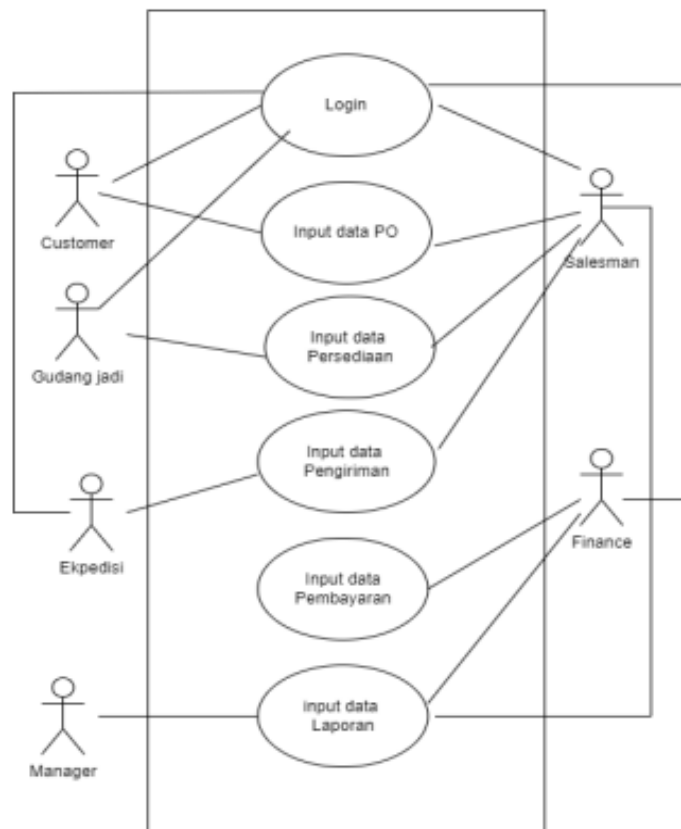 Login
Customer
Input data PO
Salesman
Input data
Persediaan
Gudang jadi
Input data
Pengiriman
Ekpedisi
Finance
Input data
Pembayaran
input data
Laporan
Manager